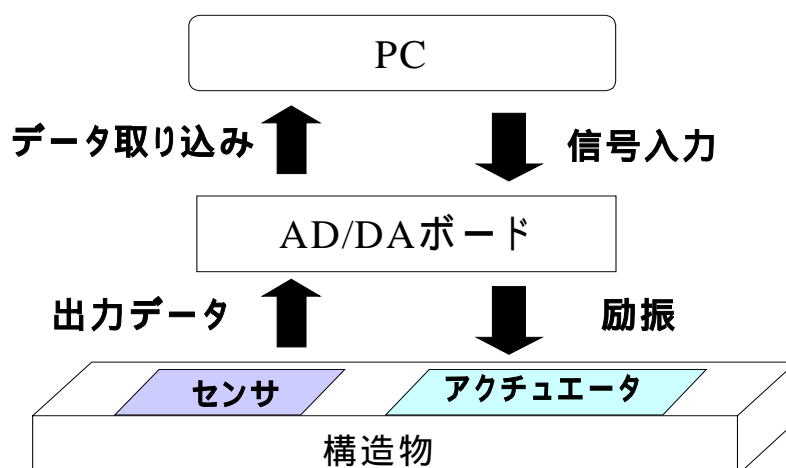 PC
データ取り込み
信号入力
AD/DAボード
出力データ
励振
センサ
アクチュエータ
構造物